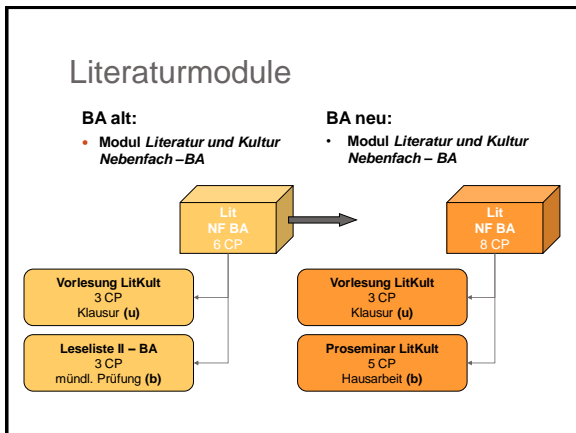 Literaturmodule
BA alt:
• Modul Literatur und Kultur
Nebenfach –BA
BA neu:
• Modul Literatur und Kultur
Nebenfach – BA
Lit
NF BA
6 CP
Lit
NF BA
8 CP
Vorlesung LitKult
3 CP
Klausur (u)
Vorlesung LitKult
3 CP
Klausur (u)
Leseliste II – BA
3 CP
mündl. Prüfung (b)
Proseminar LitKult
5 CP
Hausarbeit (b)